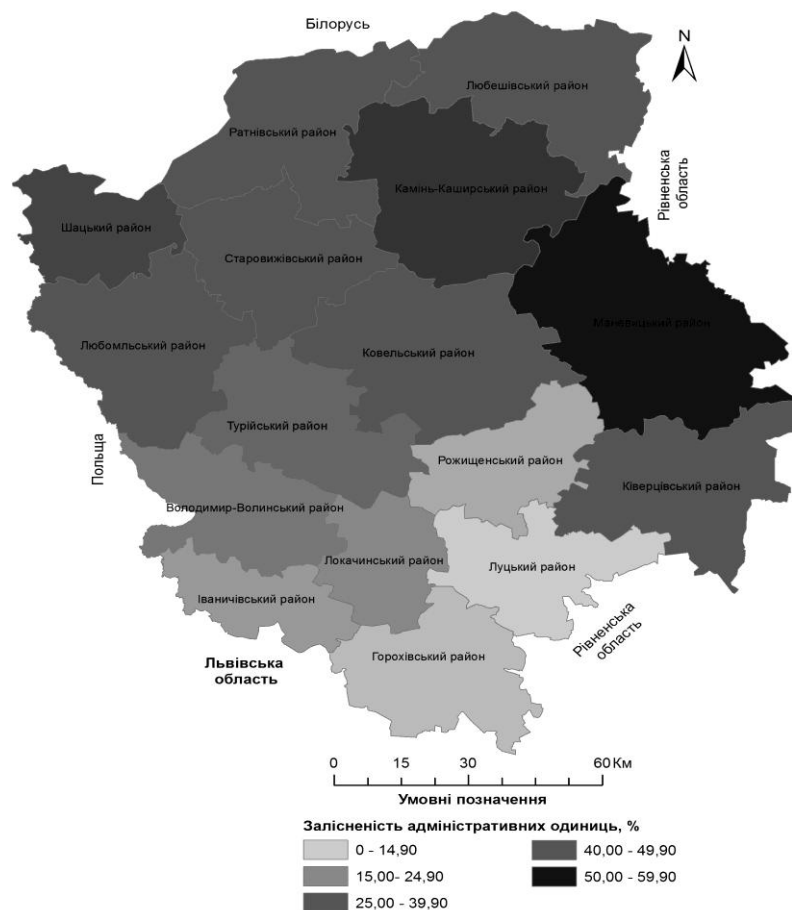 Білорусь
N
Любешівський район
Ратнівський район
Рівненська
область
Камінь-Каширський район
Шацький район
Старовижівський район
Маневицький район
Любомльський район
Ковельський район
Турійський район
Польща
Рожищенський район
Ківерцівський район
Володимир-Волинський район
Локачинський район
Луцький район
Іваничівський район
Рівненська
область
Львівська
область
Горохівський район
0 15 30 60 Км
Умовні позначення
Залісненість адміністративних одиниць, %
0 - 14,90
40,00 - 49,90
15,00- 24,90
50,00 - 59,90
25,00 - 39,90